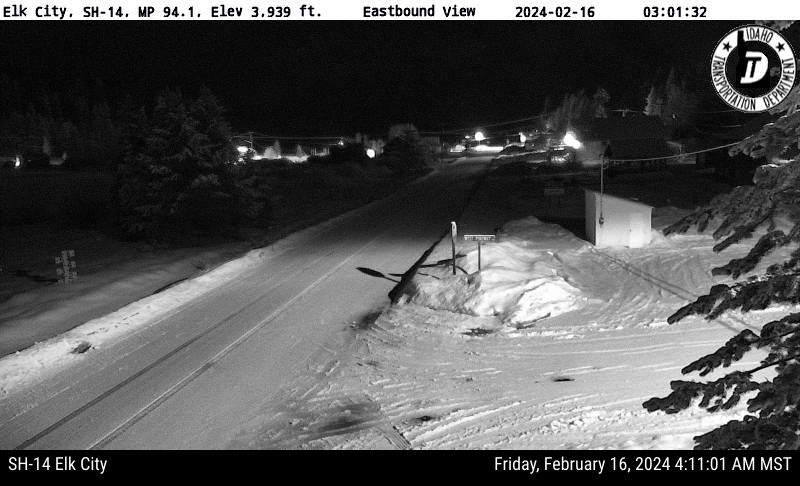 Elk City, SH-14, MP 94.1, Elev 3,939 ft. Eastbound View 2024-02-16 03:01:32
IDAHO
TRANSPORTATION DEPARTMENT
SH-14 Elk City Friday, February 16, 2024 4:11:01 AM MST